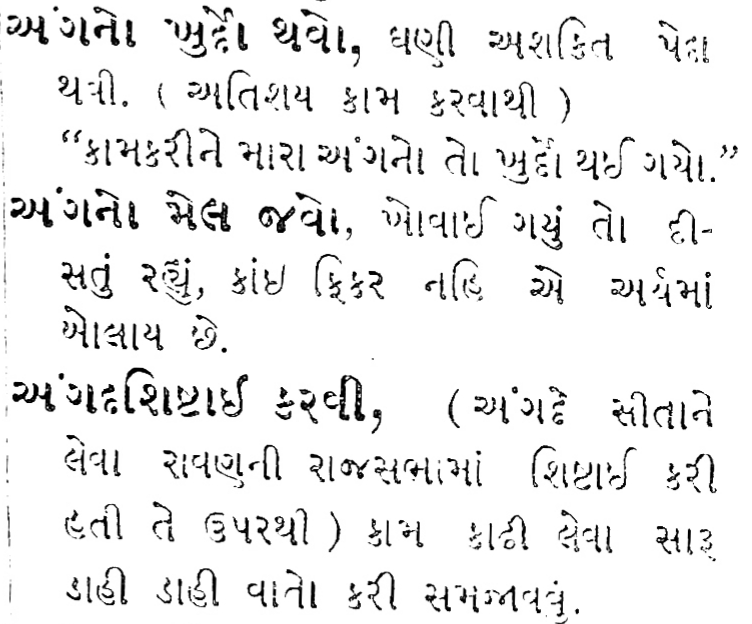 અંગનો ખુર્દો થવો, ઘણી અશક્તિ પેદા
થવી. ( અતિશય કામ કરવાથી )
“કામકરીને મારા અંગનો તો ખુર્દો થઈ ગયો.”
અંગનો મેલ જવો, ખોવાઈ ગયું તો દી-
સતું રહ્યું, કાંઇ ફિકર નહિ એ અર્થમાં
બોલાય છે.
અંગદશિષ્ટાઈ કરવી, (અંગદે સીતાને
લેવા રાવણની રાજસભામાં શિષ્ટાઈ કરી
હતી તે ઉપરથી ) કામ કાઢી લેવા સારૂ
ડાહી ડાહી વાતો કરી સમજાવવું.